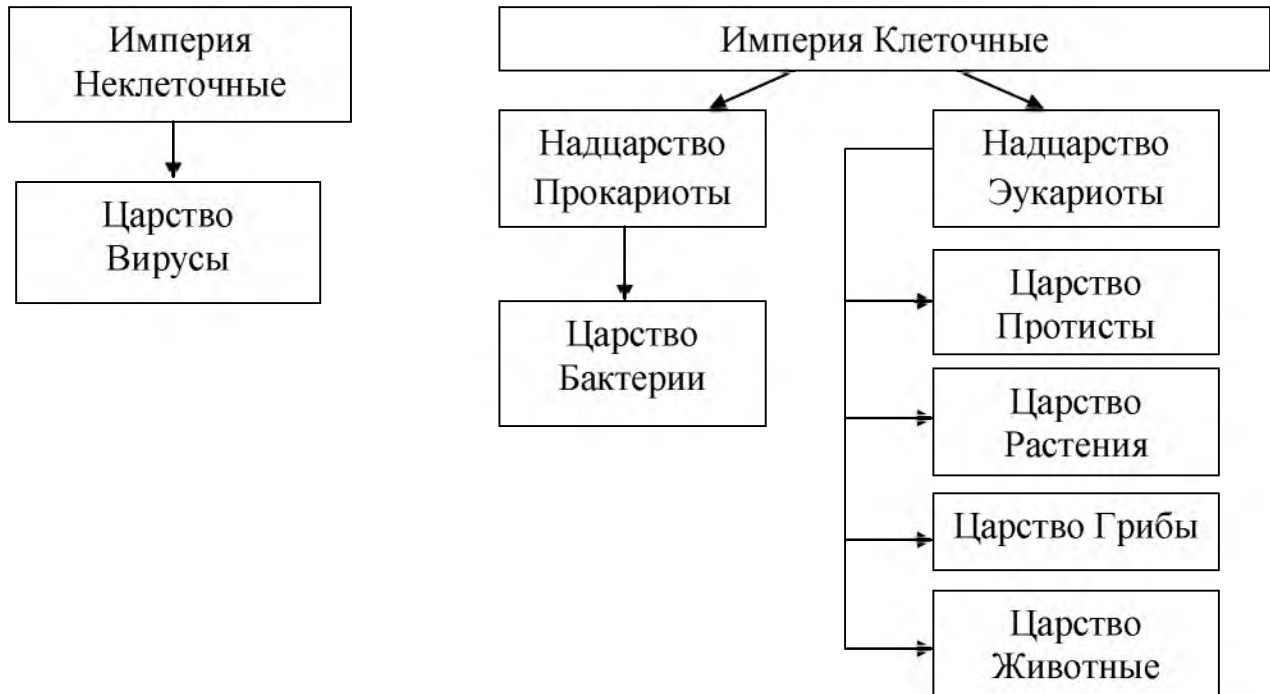 Империя
Неклеточные
Царство
Вирусы
Империя Клеточные
Надцарство
Прокариоты
Царство
Бактерии
Надцарство
Эукариоты
Царство
Протисты
Царство
Растения
Царство Грибы
Царство
Животные